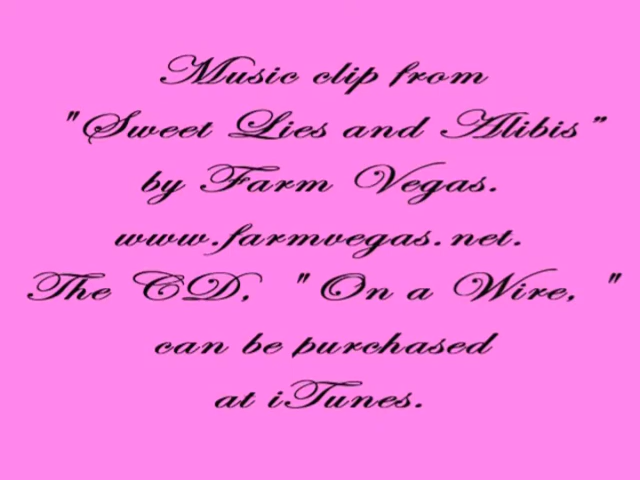 Music clip from
"Sweet Lies and Alibis"
by Farm Vegas.
www.farmvegas.net.
The CD, "On a Wire,"
can be purchased
at iTunes.